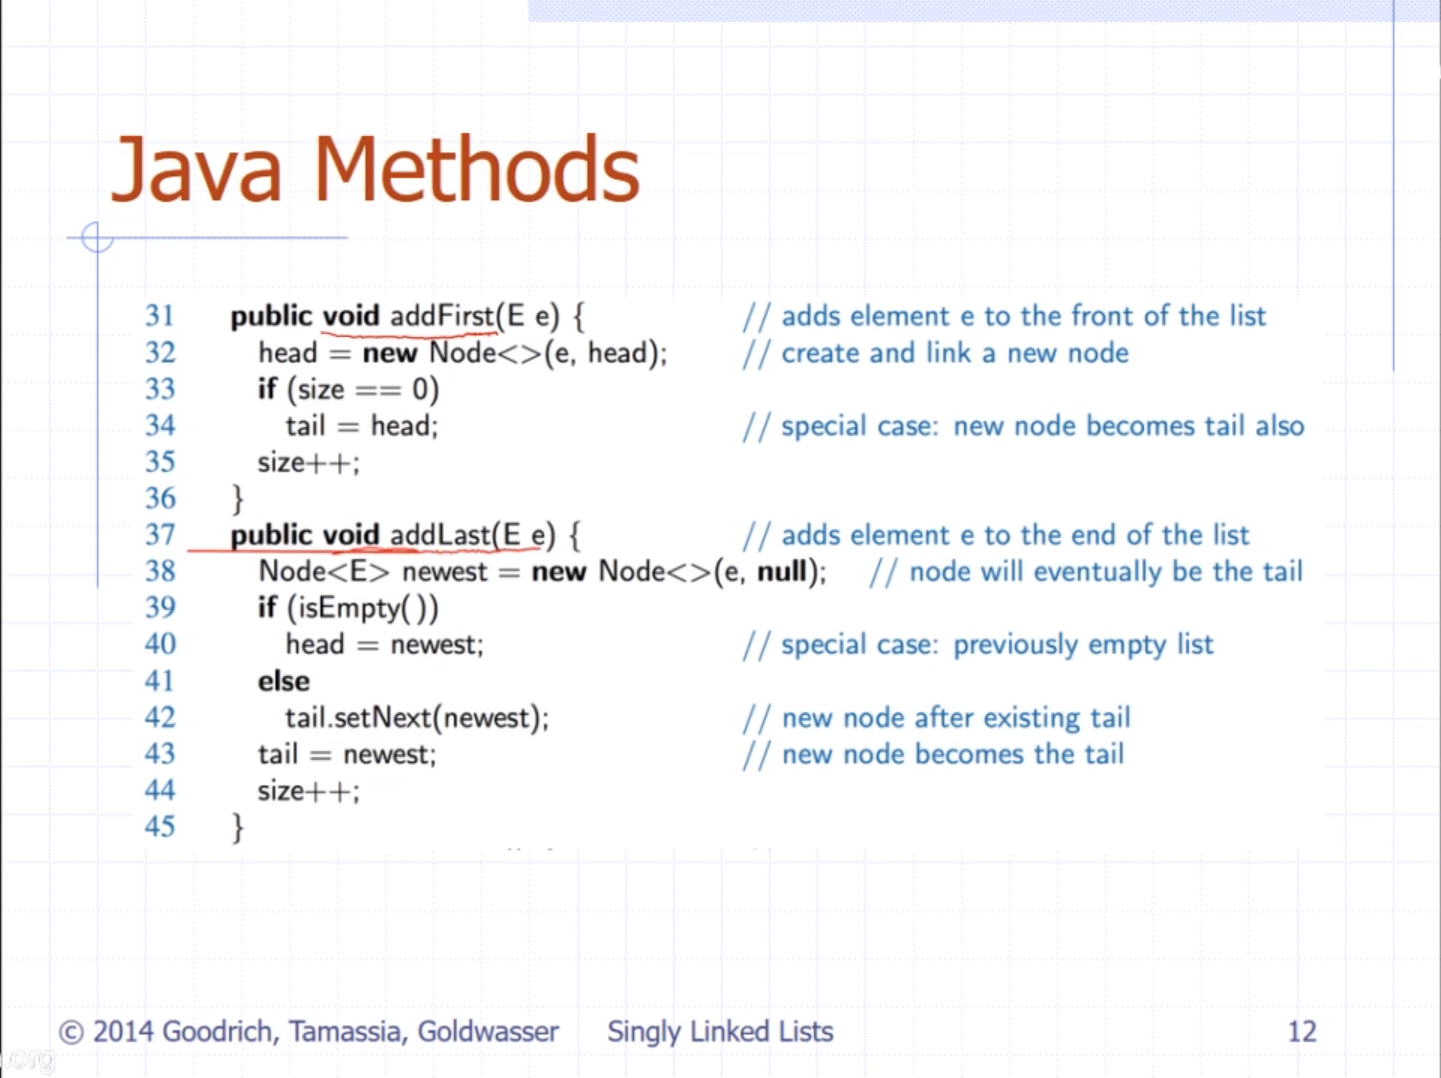 Java Methods
31 public void addFirst(E e) { // adds element e to the front of the list
32 head = new Node<>(e, head); // create and link a new node
33 if (size == 0)
34 tail = head; // special case: new node becomes tail also
35 size++;
36 }
37 public void addLast(E e) { // adds element e to the end of the list
38 Node<E> newest = new Node<>(e, null); // node will eventually be the tail
39 if (isEmpty())
40 head = newest; // special case: previously empty list
41 else
42 tail.setNext(newest); // new node after existing tail
43 tail = newest; // new node becomes the tail
44 size++;
45 }
© 2014 Goodrich, Tamassia, Goldwasser Singly Linked Lists 12
.org